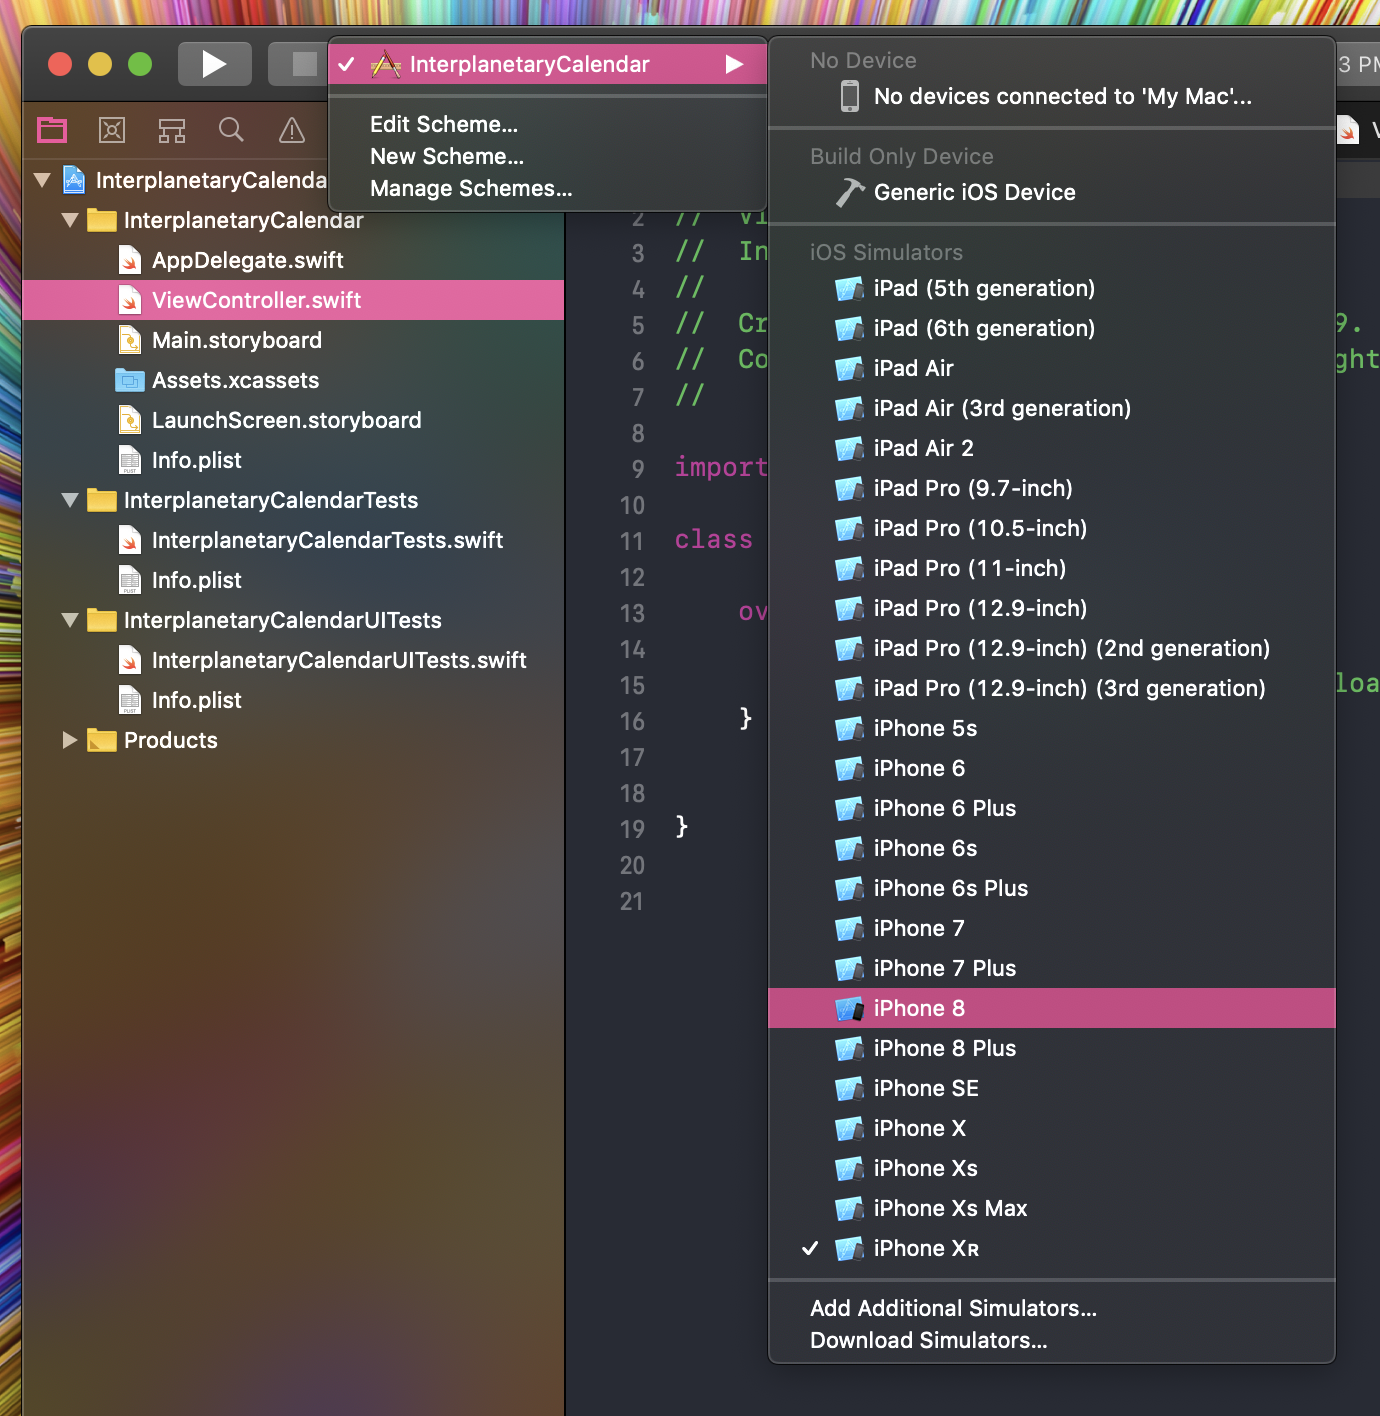 InterplanetaryCalendar
Edit Scheme...
New Scheme...
Manage Schemes...
No Device
No devices connected to 'My Mac'...
Build Only Device
Generic iOS Device
iOS Simulators
iPad (5th generation)
iPad (6th generation)
iPad Air
iPad Air (3rd generation)
iPad Air 2
iPad Pro (9.7-inch)
iPad Pro (10.5-inch)
iPad Pro (11-inch)
iPad Pro (12.9-inch)
iPad Pro (12.9-inch) (2nd generation)
iPad Pro (12.9-inch) (3rd generation)
iPhone 5s
iPhone 6
iPhone 6 Plus
iPhone 6s
iPhone 6s Plus
iPhone 7
iPhone 7 Plus
iPhone 8
iPhone 8 Plus
iPhone SE
iPhone X
iPhone Xs
iPhone Xs Max
iPhone Xʀ
Add Additional Simulators...
Download Simulators...
3 PM
InterplanetaryCalenda
InterplanetaryCalendar
AppDelegate.swift
ViewController.swift
Main.storyboard
Assets.xcassets
LaunchScreen.storyboard
Info.plist
InterplanetaryCalendarTests
InterplanetaryCalendarTests.swift
Info.plist
InterplanetaryCalendarUITests
InterplanetaryCalendarUITests.swift
Info.plist
Products
2 //
3 // In
4 //
5 // Cr 9.
6 // Co ght
7 //
8
9 import
10
11 class
12
13 ov
14
15 loa
16 }
17
18
19 }
20
21